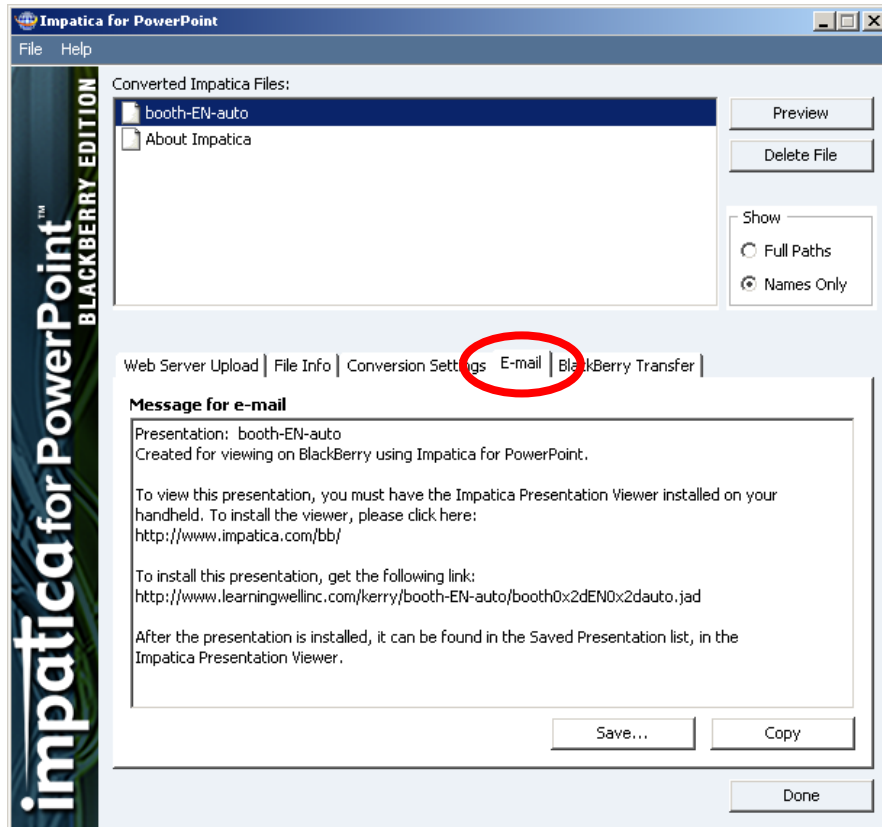 Impatica for PowerPoint
File Help
Converted Impatica Files:
booth-EN-auto
About Impatica
Preview
Delete File
Show
Full Paths
Names Only
impatica for PowerPoint™
BLACKBERRY EDITION
Web Server Upload File Info Conversion Settings E-mail BlackBerry Transfer
Message for e-mail
Presentation: booth-EN-auto
Created for viewing on BlackBerry using Impatica for PowerPoint.
To view this presentation, you must have the Impatica Presentation Viewer installed on your
handheld. To install the viewer, please click here:
http://www.impatica.com/bb/
To install this presentation, get the following link:
http://www.learningwellinc.com/kerry/booth-EN-auto/booth0x2dEN0x2dauto.jad
After the presentation is installed, it can be found in the Saved Presentation list, in the
Impatica Presentation Viewer.
Save... Copy
Done